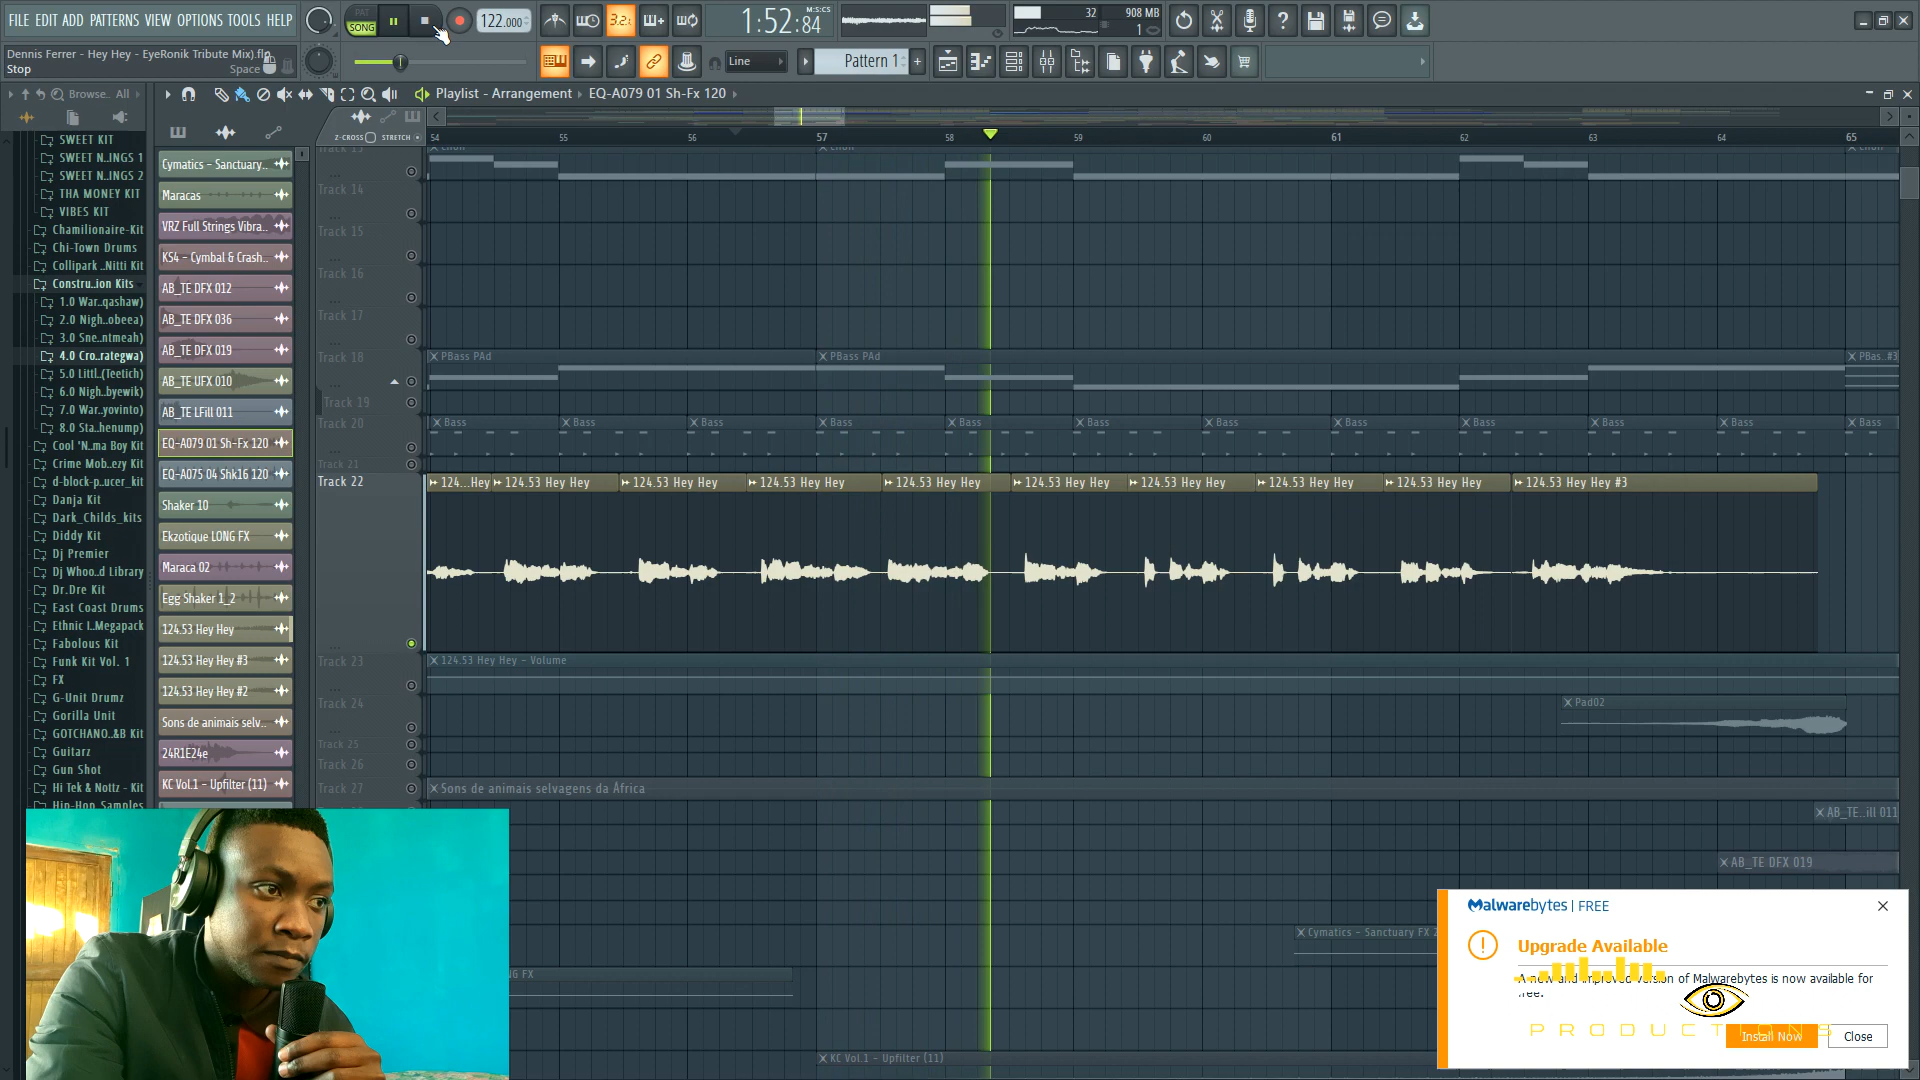 FILE EDIT ADD PATTERNS VIEW OPTIONS TOOLS HELP
PAT
SONG
122.000
3.2.
1:52:84
M:S:CS
32
908 MB
1
Dennis Ferrer - Hey Hey - EyeRonik Tribute Mix).flp
Stop
Space
Line
Pattern 1
Browse.. All
Playlist - Arrangement
EQ-A079 01 Sh-Fx 120
Z-CROSS
STRETCH
54 55 56 57 58 59 60 61 62 63 64 65
SWEET KIT
SWEET N..INGS 1
SWEET N..INGS 2
THA MONEY KIT
VIBES KIT
Chamilionaire-Kit
Chi-Town Drums
Collipark ..Nitti Kit
Constru..ion Kits
1.0 War..qashaw)
2.0 Nigh..obeea)
3.0 Sne..ntmeah)
4.0 Cro..rategwa)
5.0 Littl..(Teetich)
6.0 Nigh..byewik)
7.0 War..yovinto)
8.0 Sta..henump)
Cool 'N..ma Boy Kit
Crime Mob..ezy Kit
d-block-p..ucer_kit
Danja Kit
Dark_Childs_kits
Diddy Kit
Dj Premier
Dj Whoo..d Library
Dr.Dre Kit
East Coast Drums
Ethnic I..Megapack
Fabolous Kit
Funk Kit Vol. 1
FX
G-Unit Drumz
Gorilla Unit
GOTCHANO..&B Kit
Guitarz
Gun Shot
Hi Tek & Nottz - Kit
Hip-Hop Samples
Cymatics - Sanctuary..
Maracas
VRZ Full Strings Vibra..
KS4 - Cymbal & Crash..
AB_TE DFX 012
AB_TE DFX 036
AB_TE DFX 019
AB_TE UFX 010
AB_TE LFill 011
EQ-A079 01 Sh-Fx 120
EQ-A075 04 Shk16 120
Shaker 10
Ekzotique LONG FX
Maraca 02
Egg Shaker 1_2
124.53 Hey Hey
124.53 Hey Hey #3
124.53 Hey Hey #2
Sons de animais selv..
24R1E24e
KC Vol.1 - Upfilter (11)
Track 13
Track 14
Track 15
Track 16
Track 17
Track 18
PBass PAd
PBass PAd
PBas..#3
Track 19
Track 20
Bass Bass Bass Bass Bass Bass Bass Bass Bass Bass Bass Bass
Track 21
Track 22
124...Hey
124.53 Hey Hey
124.53 Hey Hey
124.53 Hey Hey
124.53 Hey Hey
124.53 Hey Hey
124.53 Hey Hey
124.53 Hey Hey
124.53 Hey Hey
124.53 Hey Hey #3
Track 23
124.53 Hey Hey - Volume
Track 24
Pad02
Track 25
Track 26
Track 27
Sons de animais selvagens da África
AB_TE..ill 011
AB_TE DFX 019
Cymatics - Sanctuary FX 2
NG FX
KC Vol.1 - Upfilter (11)
Malwarebytes | FREE
Upgrade Available
A new and improved version of Malwarebytes is now available for
free.
PRODUCTIONS
Install Now
Close